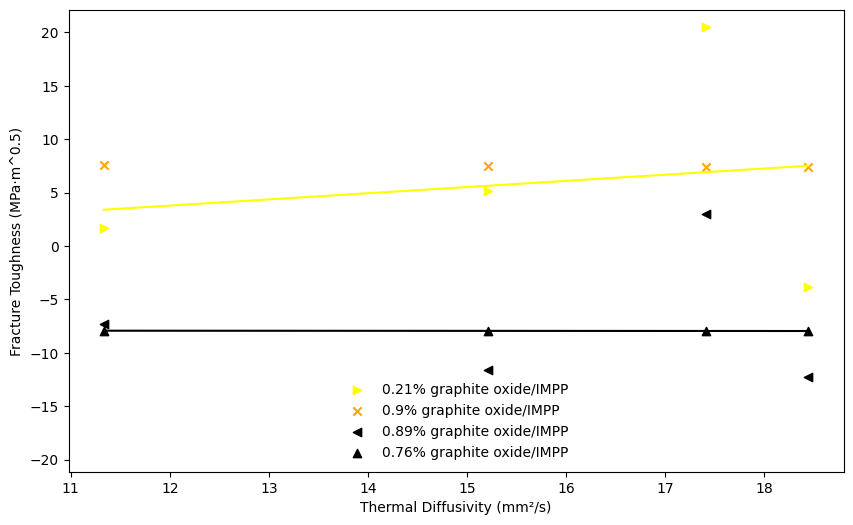 20
15
10
5
0
−5
−10
−15
−20
Fracture Toughness (MPa·m^0.5)
0.21% graphite oxide/IMPP
0.9% graphite oxide/IMPP
0.89% graphite oxide/IMPP
0.76% graphite oxide/IMPP
11 12 13 14 15 16 17 18
Thermal Diffusivity (mm²/s)